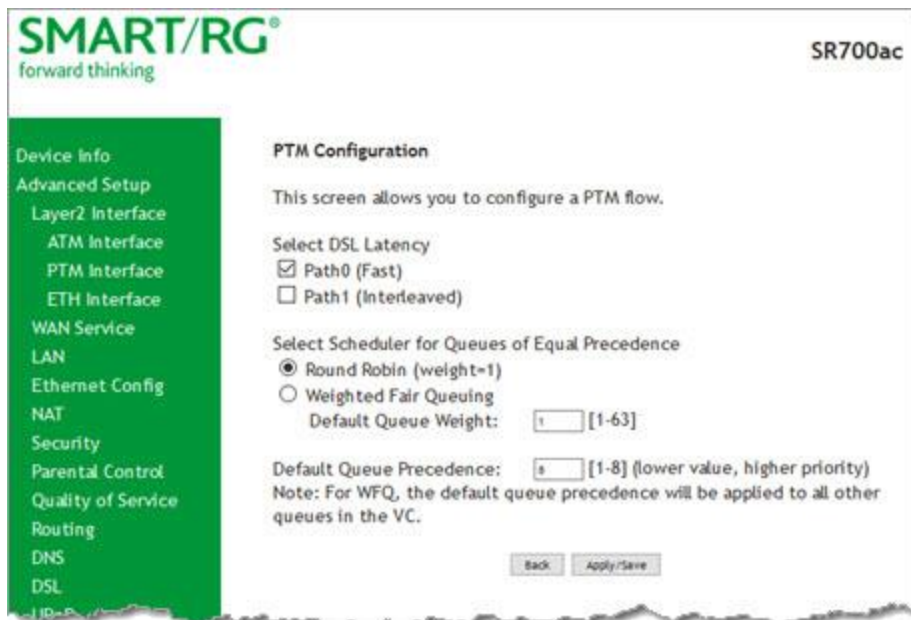 SMART/RG®
forward thinking
SR700ac
Device Info
Advanced Setup
Layer2 Interface
ATM Interface
PTM Interface
ETH Interface
WAN Service
LAN
Ethernet Config
NAT
Security
Parental Control
Quality of Service
Routing
DNS
DSL
UPnP
PTM Configuration
This screen allows you to configure a PTM flow.
Select DSL Latency
Path0 (Fast)
Path1 (Interleaved)
Select Scheduler for Queues of Equal Precedence
Round Robin (weight=1)
Weighted Fair Queuing
Default Queue Weight: 1 [1-63]
Default Queue Precedence: 8 [1-8] (lower value, higher priority)
Note: For WFQ, the default queue precedence will be applied to all other
queues in the VC.
Back Apply/Save